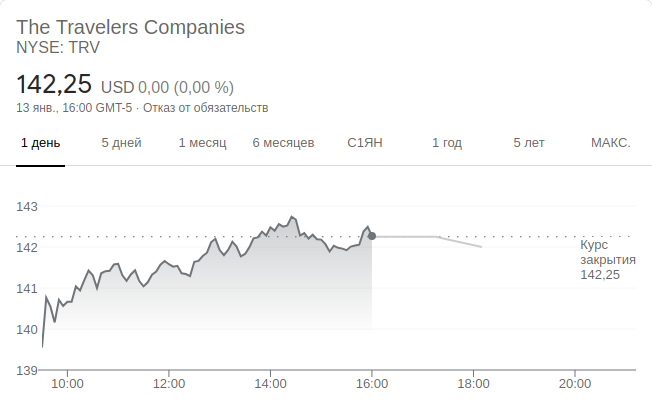 The Travelers Companies
NYSE: TRV
142,25 USD 0,00 (0,00 %)
13 янв., 16:00 GMT-5 · Отказ от обязательств
1 день 5 дней 1 месяц 6 месяцев С1ЯН 1 год 5 лет МАКС.
143
142
141
140
139
Курс
закрытия
142,25
10:00 12:00 14:00 16:00 18:00 20:00